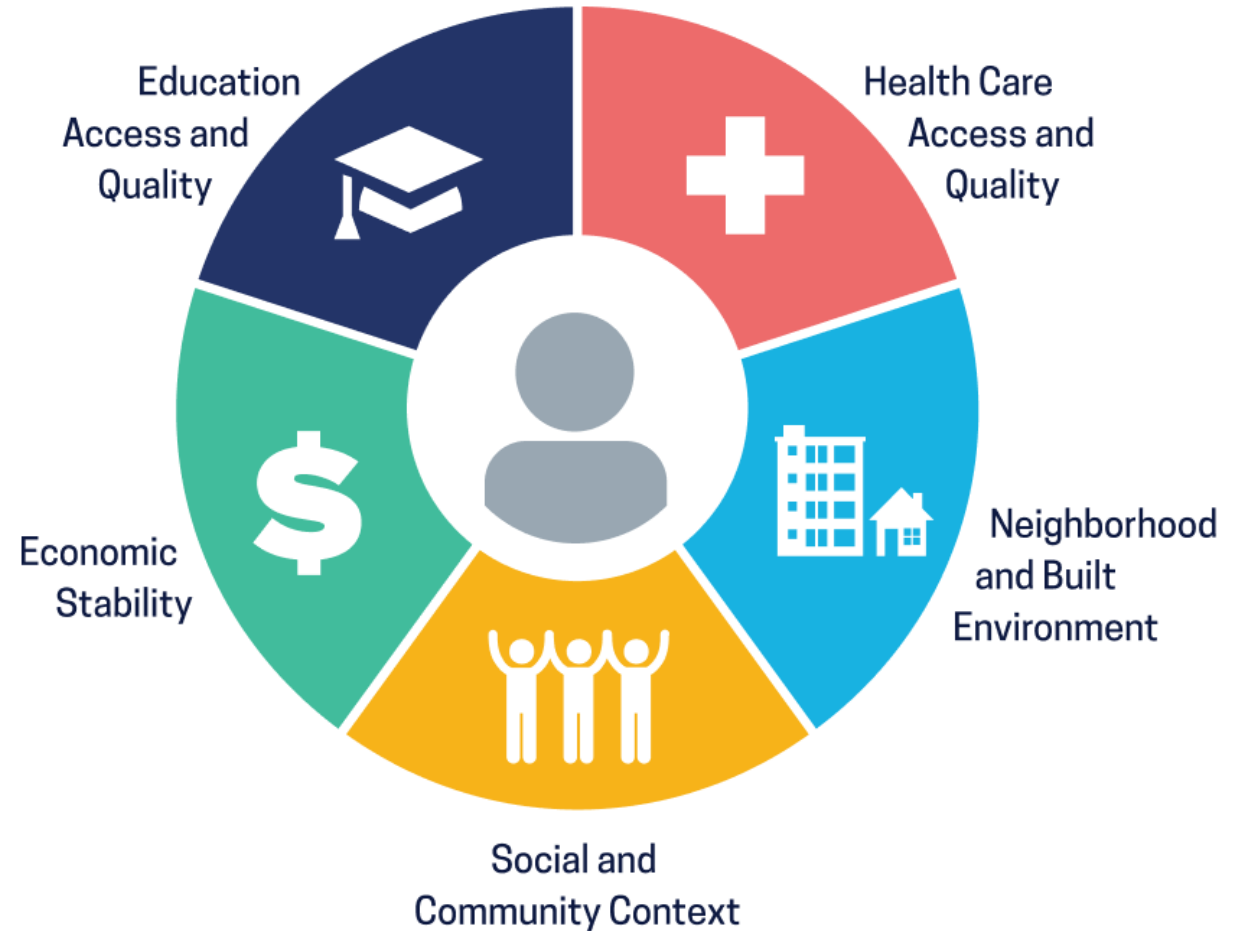 Education
Access and
Quality
Health Care
Access and
Quality
Neighborhood
and Built
Environment
Economic
Stability
Social and
Community Context